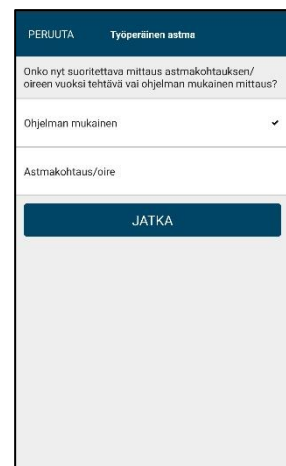 PERUUTA Työperäinen astma
Onko nyt suoritettava mittaus astmakohtauksen/
oireen vuoksi tehtävä vai ohjelman mukainen mittaus?
Ohjelman mukainen
Astmakohtaus/oire
JATKA